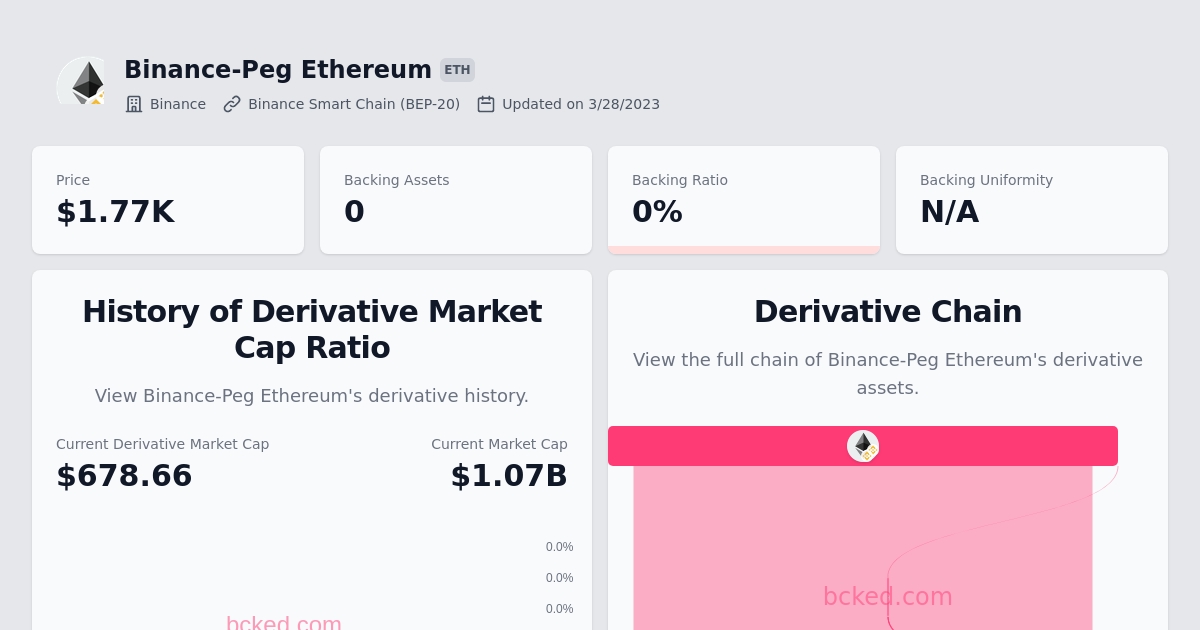 Binance-Peg Ethereum ETH
Binance Binance Smart Chain (BEP-20) Updated on 3/28/2023
Price
$1.77K
Backing Assets
0
Backing Ratio
0%
Backing Uniformity
N/A
History of Derivative Market
Cap Ratio
View Binance-Peg Ethereum's derivative history.
Current Derivative Market Cap
$678.66
Current Market Cap
$1.07B
0.0%
0.0%
0.0%
bcked.com
Derivative Chain
View the full chain of Binance-Peg Ethereum's derivative
assets.
bcked.com